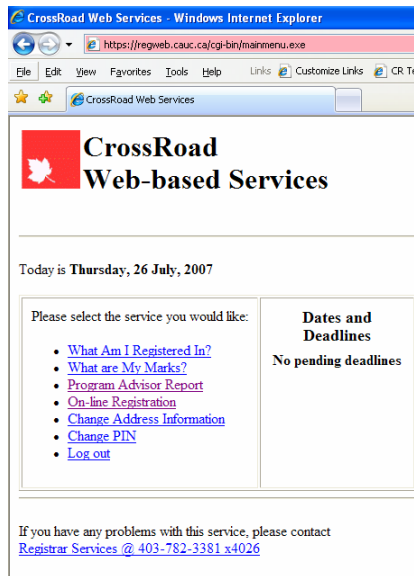 CrossRoad Web Services - Windows Internet Explorer
https://regweb.cauc.ca/cgi-bin/mainmenu.exe
File Edit View Favorites Tools Help Links Customize Links CR Te
CrossRoad Web Services
CrossRoad
Web-based Services
Today is Thursday, 26 July, 2007
Please select the service you would like:
What Am I Registered In?
What are My Marks?
Program Advisor Report
On-line Registration
Change Address Information
Change PIN
Log out
Dates and
Deadlines
No pending deadlines
If you have any problems with this service, please contact
Registrar Services @ 403-782-3381 x4026